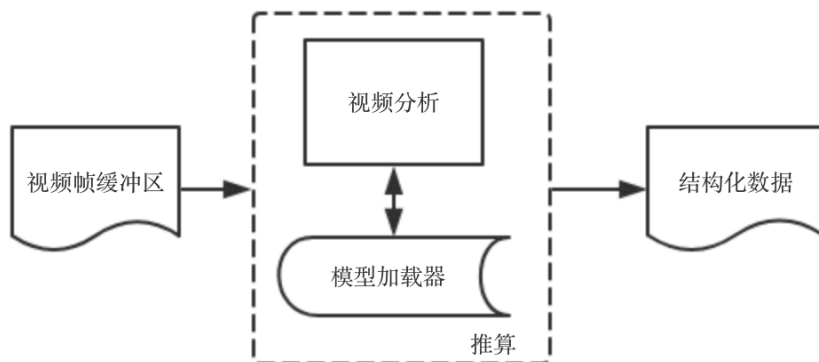 视频分析
视频帧缓冲区
结构化数据
模型加载器
推算